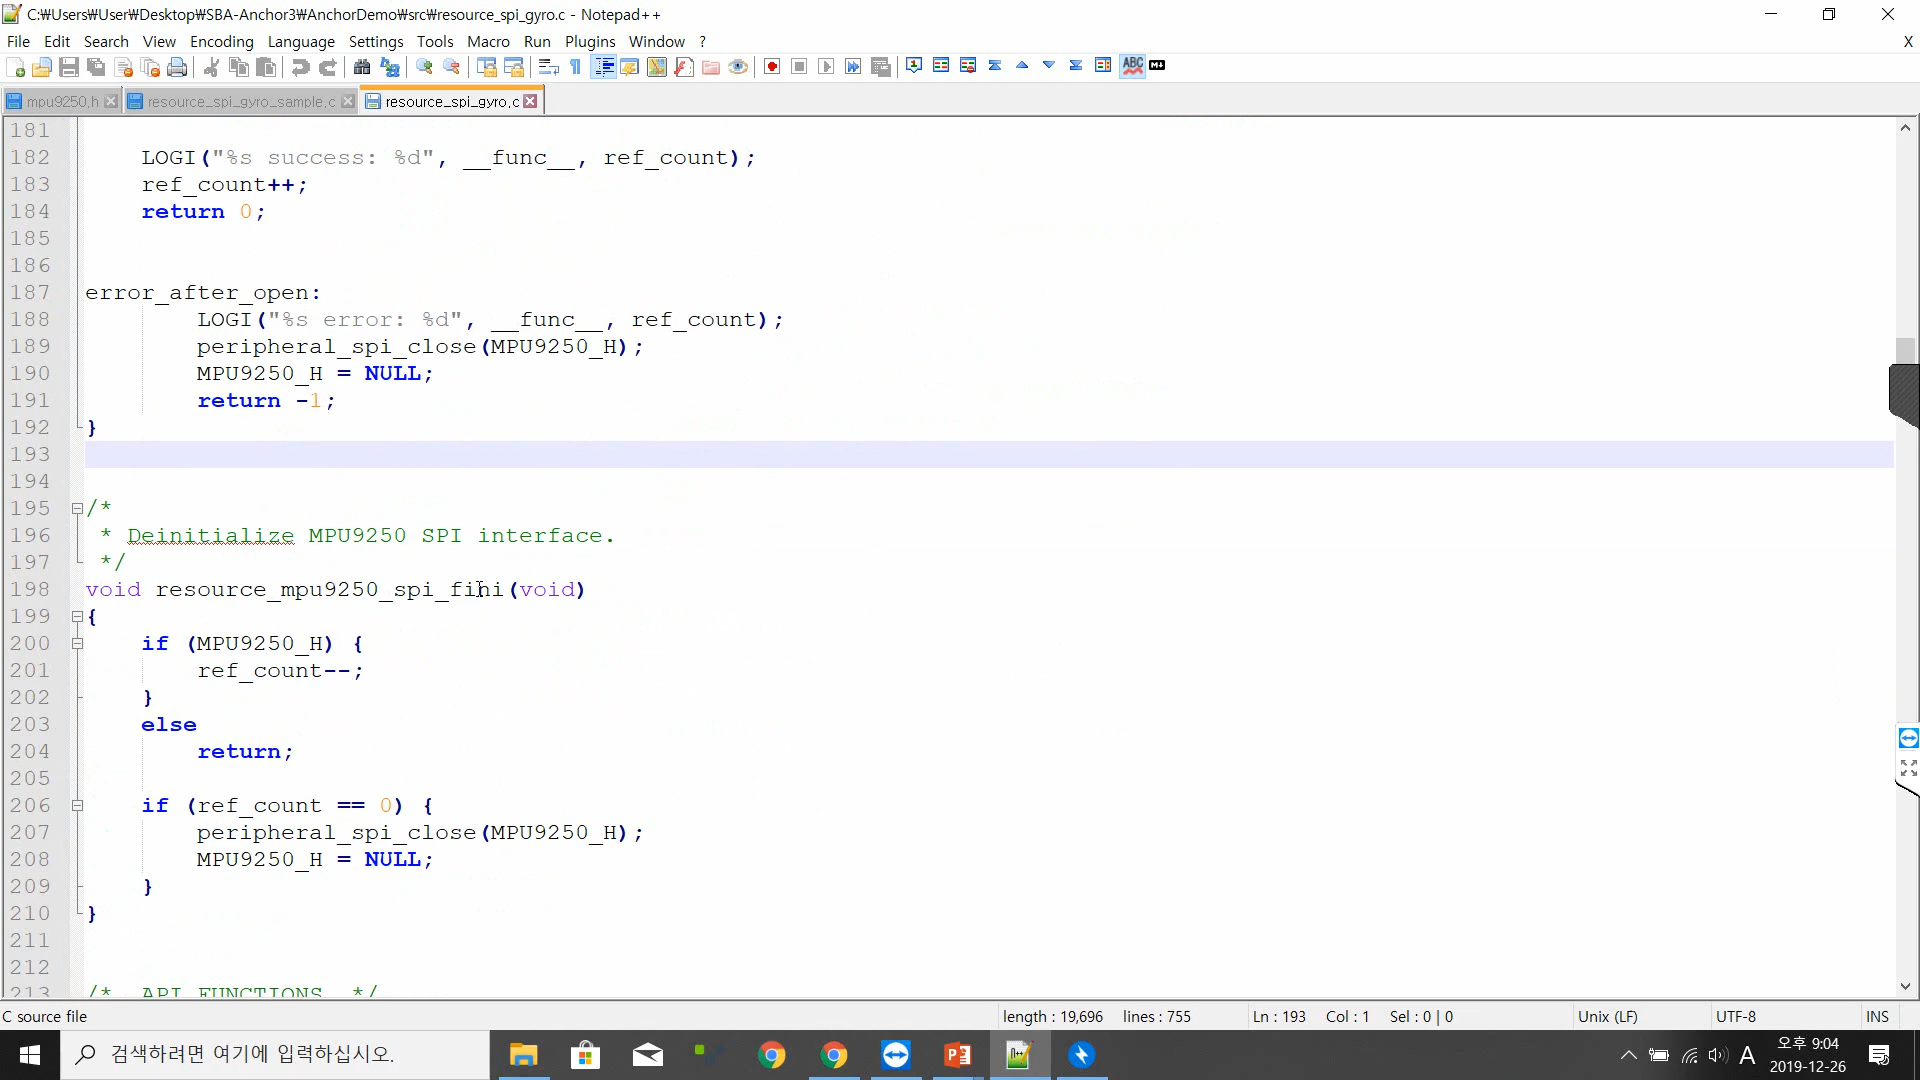 C:₩Users₩User₩Desktop₩SBA-Anchor3₩AnchorDemo₩src₩resource_spi_gyro.c - Notepad++
File Edit Search View Encoding Language Settings Tools Macro Run Plugins Window ? X
mpu9250.h resource_spi_gyro_sample.c resource_spi_gyro.c
181
182 LOGI("%s success: %d", __func__, ref_count);
183 ref_count++;
184 return 0;
185
186
187 error_after_open:
188 LOGI("%s error: %d", __func__, ref_count);
189 peripheral_spi_close(MPU9250_H);
190 MPU9250_H = NULL;
191 return -1;
192 }
193
194
195 /*
196 * Deinitialize MPU9250 SPI interface.
197 */
198 void resource_mpu9250_spi_fini(void)
199 {
200 if (MPU9250_H) {
201 ref_count--;
202 }
203 else
204 return;
205
206 if (ref_count == 0) {
207 peripheral_spi_close(MPU9250_H);
208 MPU9250_H = NULL;
209 }
210 }
211
212
213 /* API FUNCTIONS */
C source file length : 19,696 lines : 755 Ln : 193 Col : 1 Sel : 0 | 0 Unix (LF) UTF-8 INS
검색하려면 여기에 입력하십시오. A 오후 9:04
2019-12-26